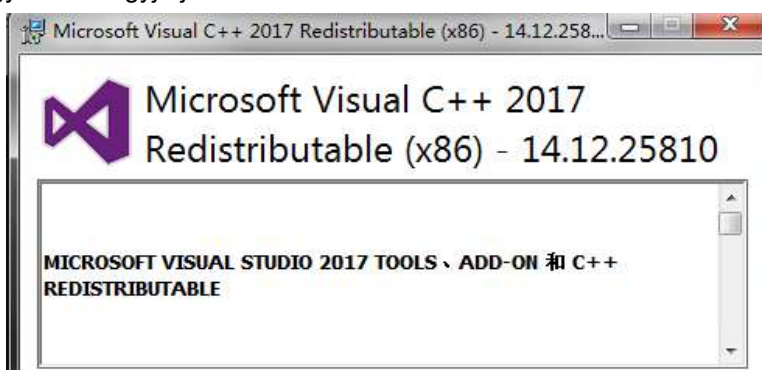 Microsoft Visual C++ 2017 Redistributable (x86) - 14.12.258...
Microsoft Visual C++ 2017
Redistributable (x86) - 14.12.25810
MICROSOFT VISUAL STUDIO 2017 TOOLS、ADD-ON 和 C++
REDISTRIBUTABLE